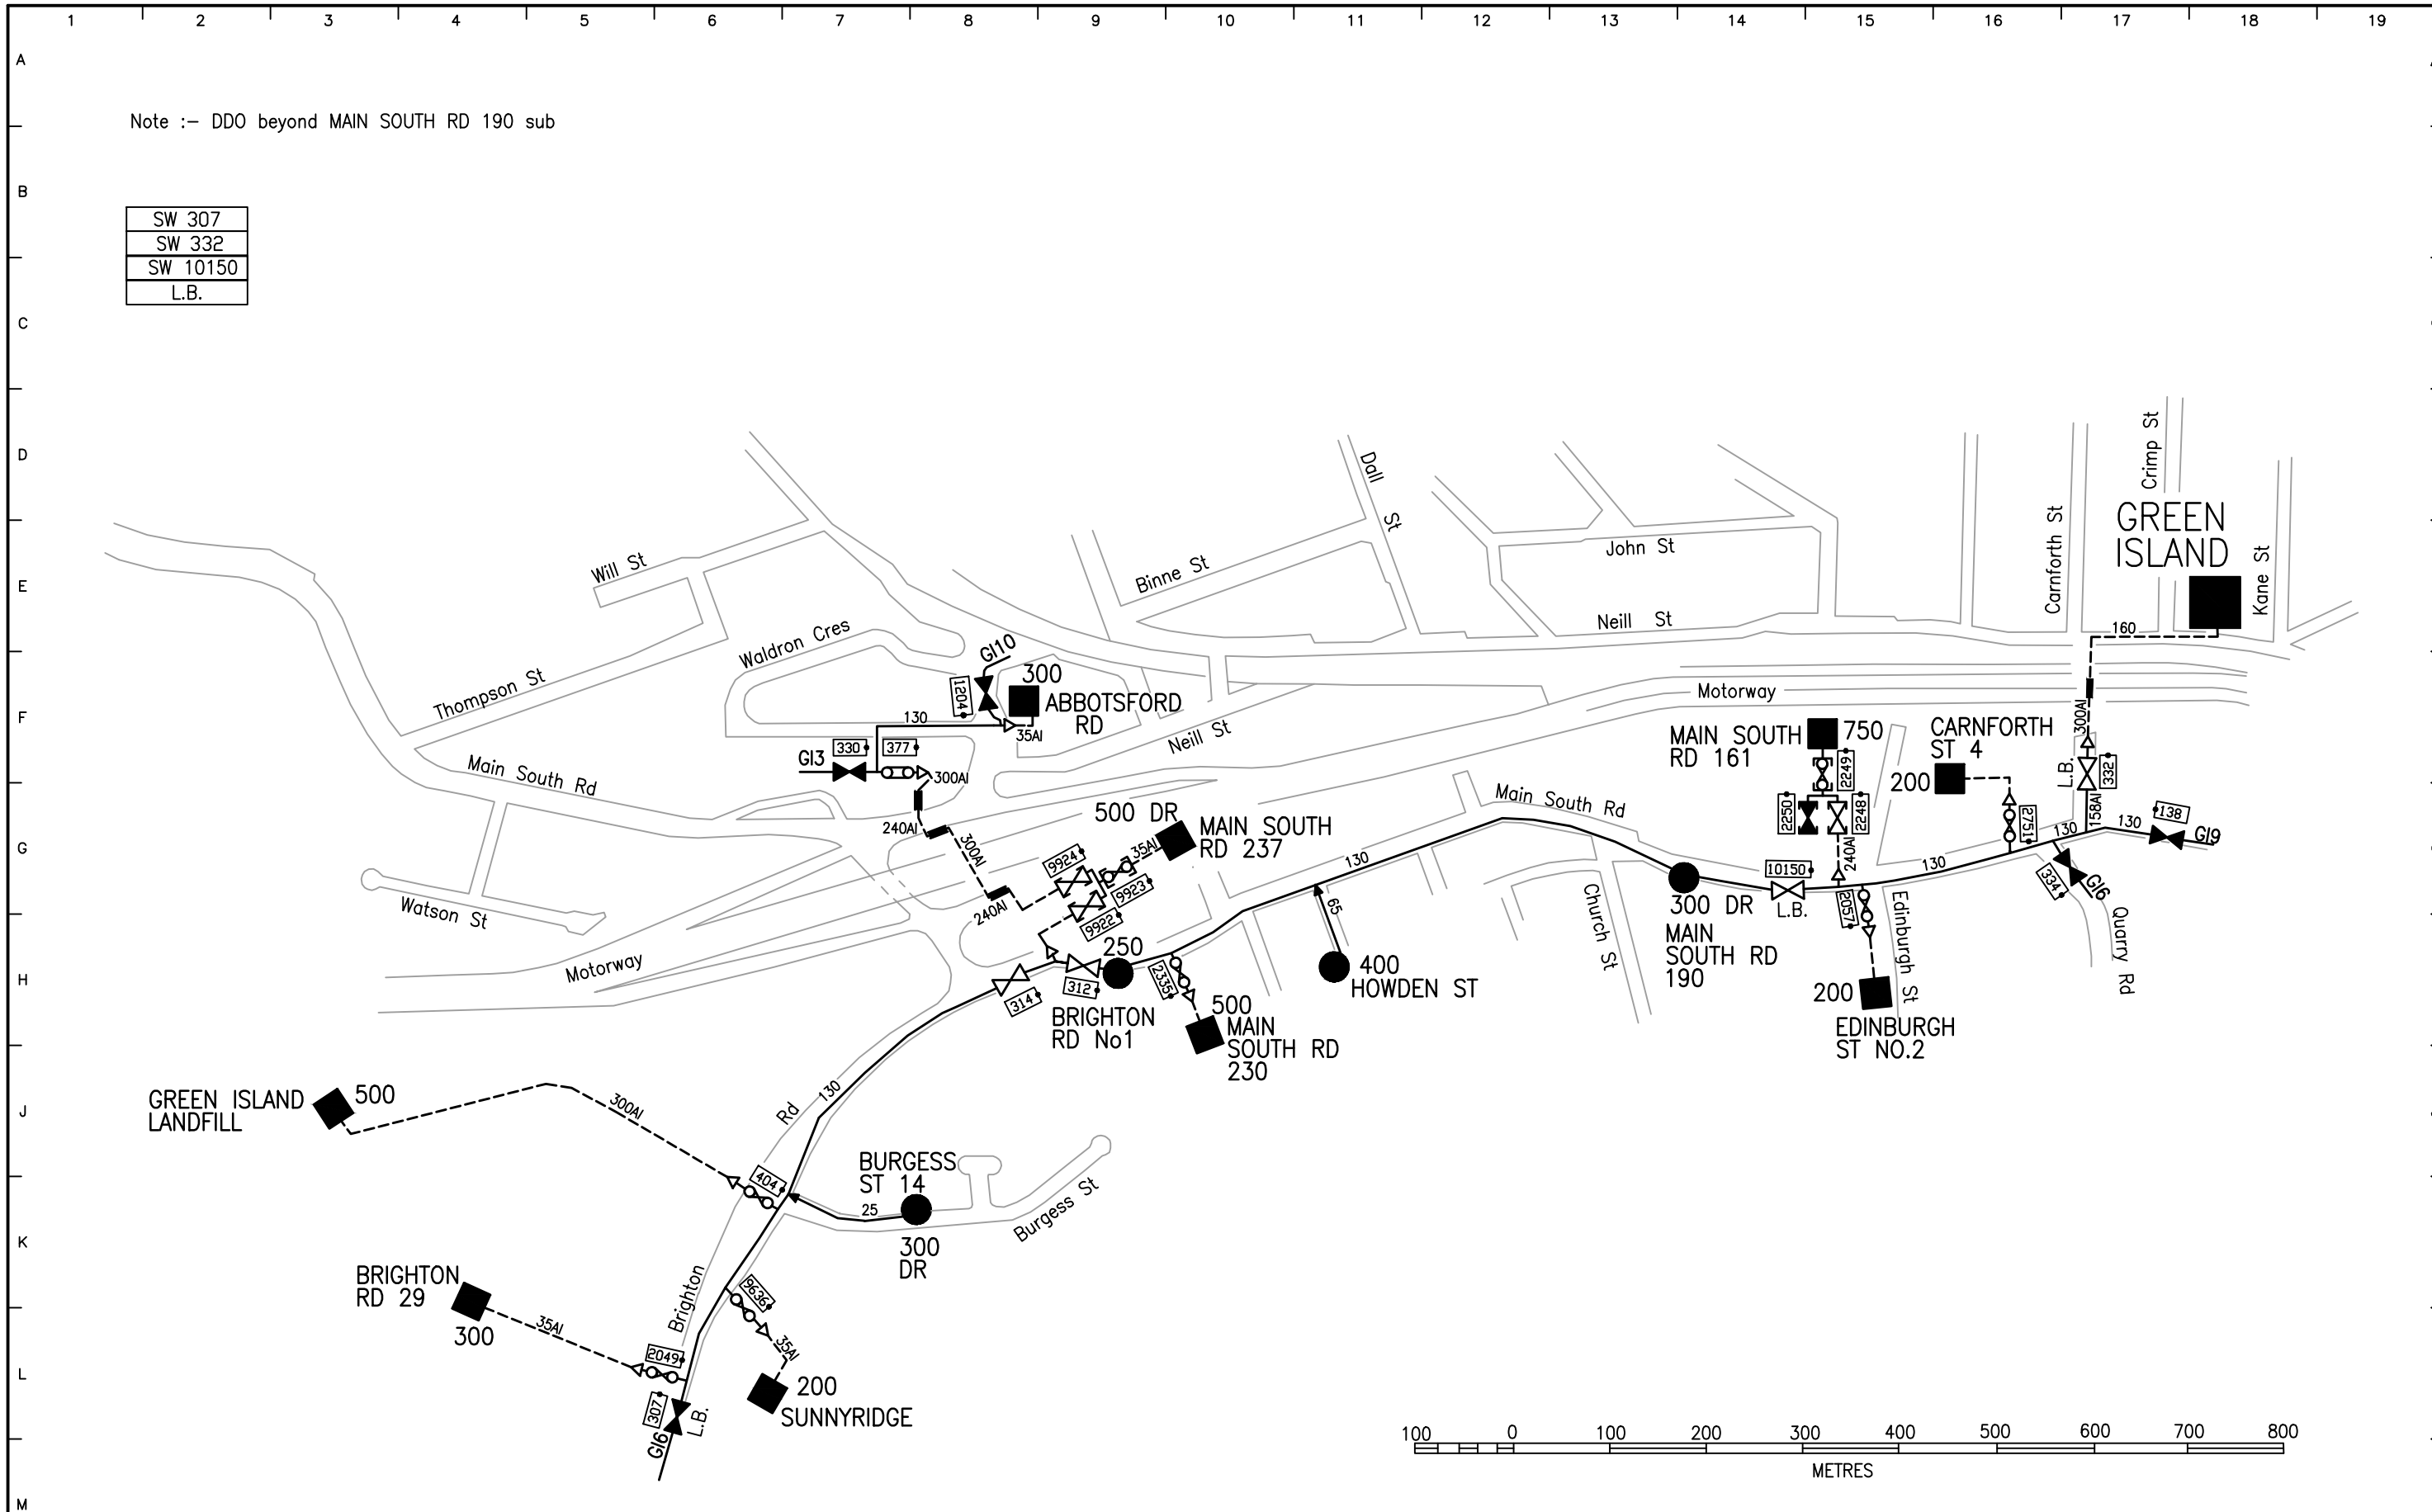 1 2 3 4 5 6 7 8 9 10 11 12 13 14 15 16 17 18 19
A
Note :- DDO beyond MAIN SOUTH RD 190 sub
B
SW 307
SW 332
SW 10150
L.B.
C
D
Dall St
Crimp St
Carnforth St
GREEN
ISLAND
Kane St
E
Will St
Binne St
John St
Neill St
Waldron Cres
160
GI10
300
ABBOTSFORD
RD
1204
Thompson St
Motorway
F
130
35Al
Neill St
MAIN SOUTH
RD 161
750
CARNFORTH
ST 4
200
300Al
GI3
330
377
300Al
Main South Rd
2249
L.B.
332
158Al
500 DR
MAIN SOUTH
RD 237
Main South Rd
2250
2248
2751
138
240Al
G
300Al
9924
35Al
9923
130
10150
240Al
130
130
130
GI9
334
GI6
240Al
9922
Watson St
65
Church St
300 DR
MAIN
SOUTH RD
190
L.B.
2057
Edinburgh St
Quarry Rd
Motorway
H
314
312
250
BRIGHTON
RD No1
2335
500
MAIN
SOUTH RD
230
400
HOWDEN ST
200
EDINBURGH
ST NO.2
J
GREEN ISLAND
LANDFILL
500
300Al
Rd
130
BURGESS
ST 14
404
25
Burgess St
K
300
DR
BRIGHTON
RD 29
300
Brighton
9636
35Al
35Al
2049
L
200
SUNNYRIDGE
307
L.B.
GI6
100 0 100 200 300 400 500 600 700 800
METRES
M